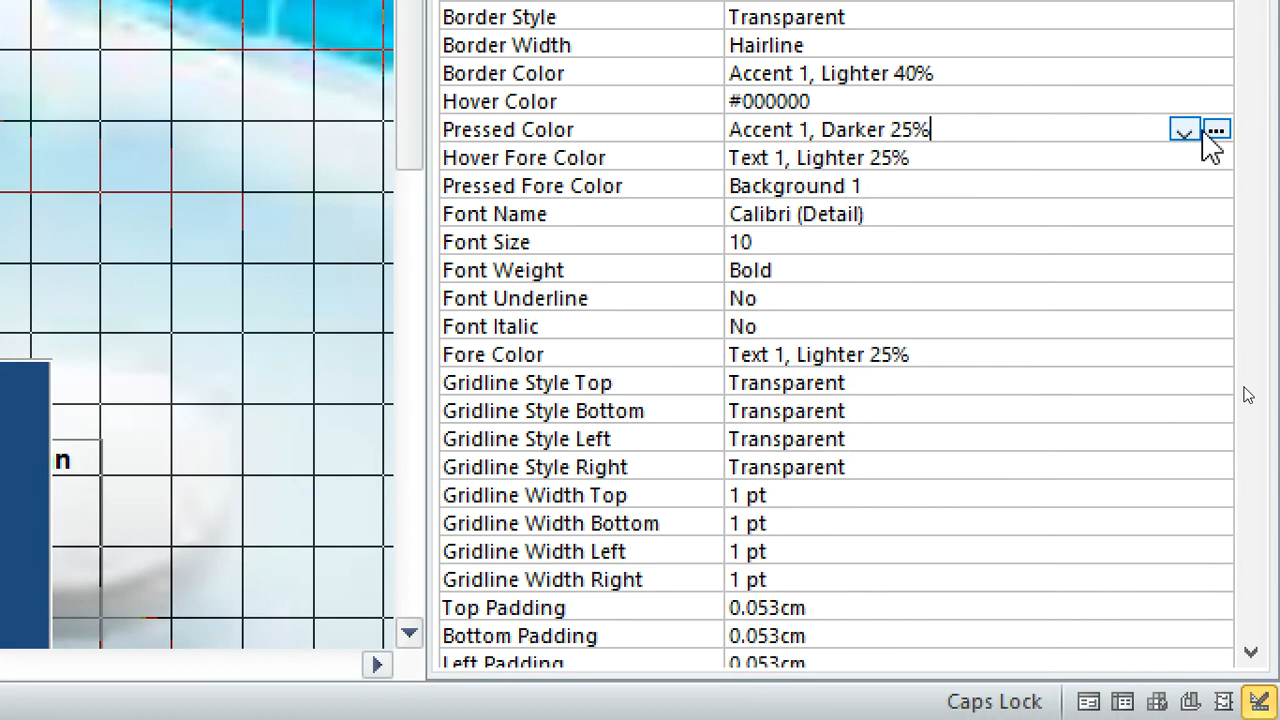 Border Style Transparent
Border Width Hairline
Border Color Accent 1, Lighter 40%
Hover Color #000000
Pressed Color Accent 1, Darker 25%
Hover Fore Color Text 1, Lighter 25%
Pressed Fore Color Background 1
Font Name Calibri (Detail)
Font Size 10
Font Weight Bold
Font Underline No
Font Italic No
Fore Color Text 1, Lighter 25%
Gridline Style Top Transparent
Gridline Style Bottom Transparent
Gridline Style Left Transparent
Gridline Style Right Transparent
Gridline Width Top 1 pt
Gridline Width Bottom 1 pt
Gridline Width Left 1 pt
Gridline Width Right 1 pt
Top Padding 0.053cm
Bottom Padding 0.053cm
Left Padding 0.053cm
n
Caps Lock